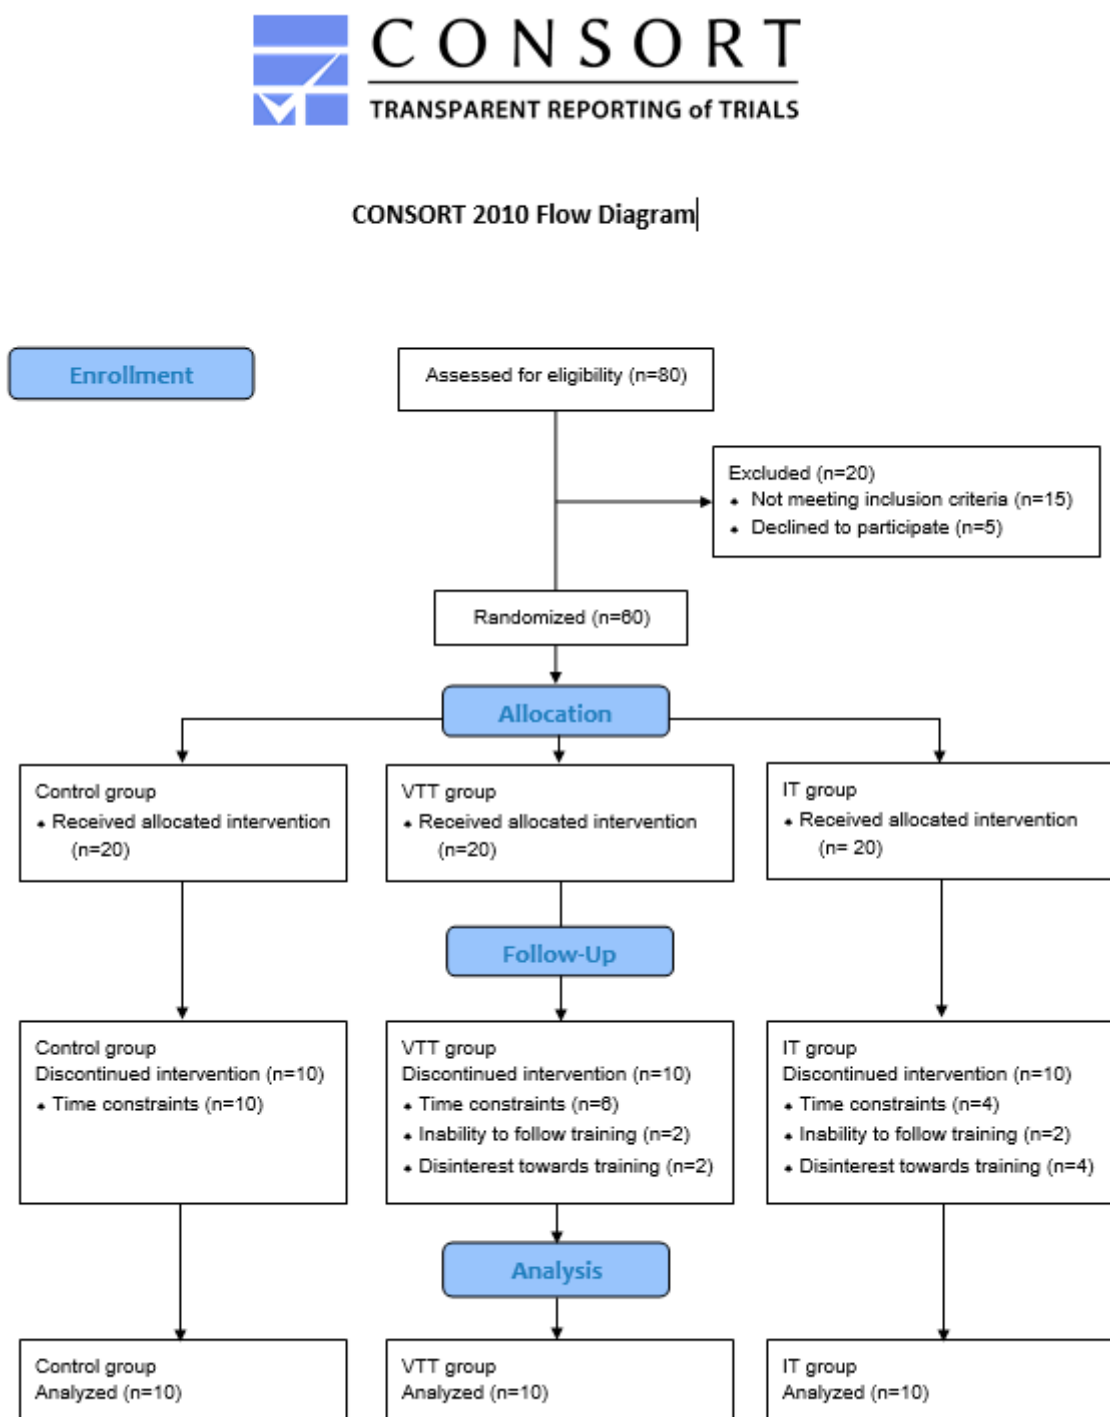 CONSORT
TRANSPARENT REPORTING of TRIALS
CONSORT 2010 Flow Diagram
Enrollment
Assessed for eligibility (n=80)
Excluded (n=20)
Not meeting inclusion criteria (n=15)
Declined to participate (n=5)
Randomized (n=60)
Allocation
Control group
Received allocated intervention
(n=20)
VTT group
Received allocated intervention
(n=20)
IT group
Received allocated intervention
(n= 20)
Follow-Up
Control group
Discontinued intervention (n=10)
Time constraints (n=10)
VTT group
Discontinued intervention (n=10)
Time constraints (n=6)
Inability to follow training (n=2)
Disinterest towards training (n=2)
IT group
Discontinued intervention (n=10)
Time constraints (n=4)
Inability to follow training (n=2)
Disinterest towards training (n=4)
Analysis
Control group
Analyzed (n=10)
VTT group
Analyzed (n=10)
IT group
Analyzed (n=10)